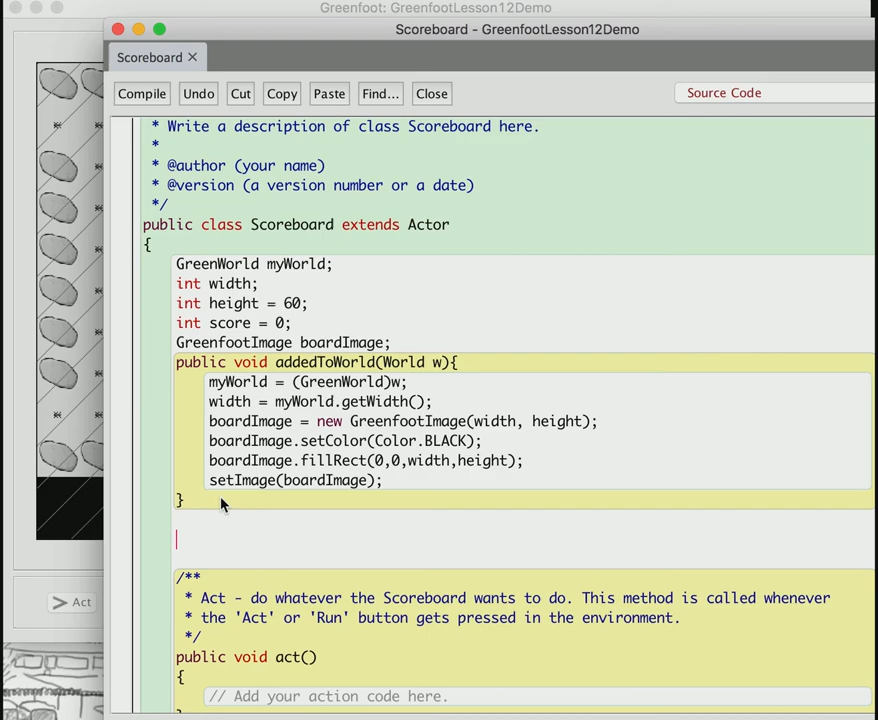 Greenfoot: GreenfootLesson12Demo
Scoreboard - GreenfootLesson12Demo
Scoreboard ×
Compile Undo Cut Copy Paste Find... Close Source Code
* Write a description of class Scoreboard here.
*
* @author (your name)
* @version (a version number or a date)
*/
public class Scoreboard extends Actor
{
GreenWorld myWorld;
int width;
int height = 60;
int score = 0;
GreenfootImage boardImage;
public void addedToWorld(World w){
myWorld = (GreenWorld)w;
width = myWorld.getWidth();
boardImage = new GreenfootImage(width, height);
boardImage.setColor(Color.BLACK);
boardImage.fillRect(0,0,width,height);
setImage(boardImage);
}
/**
* Act - do whatever the Scoreboard wants to do. This method is called whenever
* the 'Act' or 'Run' button gets pressed in the environment.
*/
Act
public void act()
{
// Add your action code here.